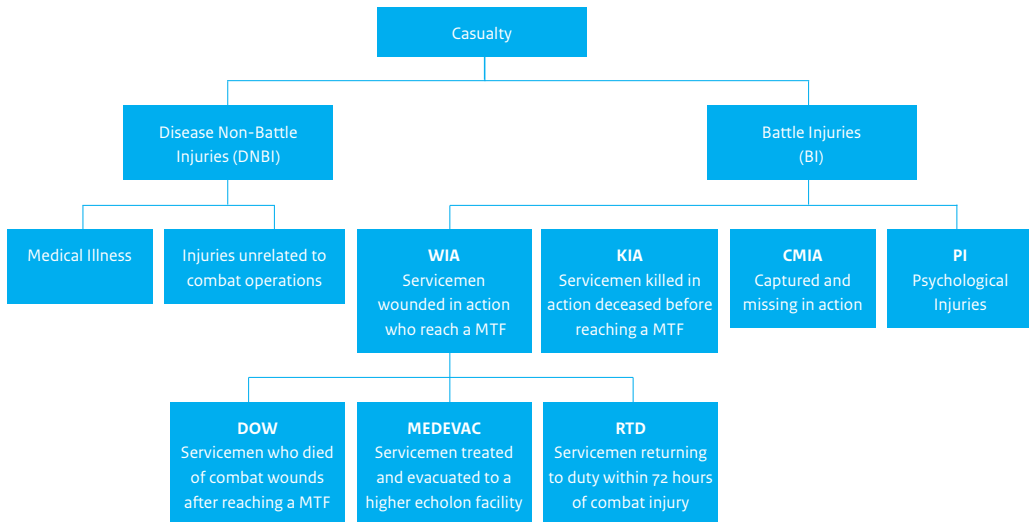 Casualty
Disease Non-Battle
Injuries (DNBI)
Battle Injuries
(BI)
Medical Illness
Injuries unrelated to
combat operations
WIA
Servicemen
wounded in action
who reach a MTF
KIA
Servicemen killed in
action deceased before
reaching a MTF
CMIA
Captured and
missing in action
PI
Psychological
Injuries
DOW
Servicemen who died
of combat wounds
after reaching a MTF
MEDEVAC
Servicemen treated
and evacuated to a
higher echolon facility
RTD
Servicemen returning
to duty within 72 hours
of combat injury